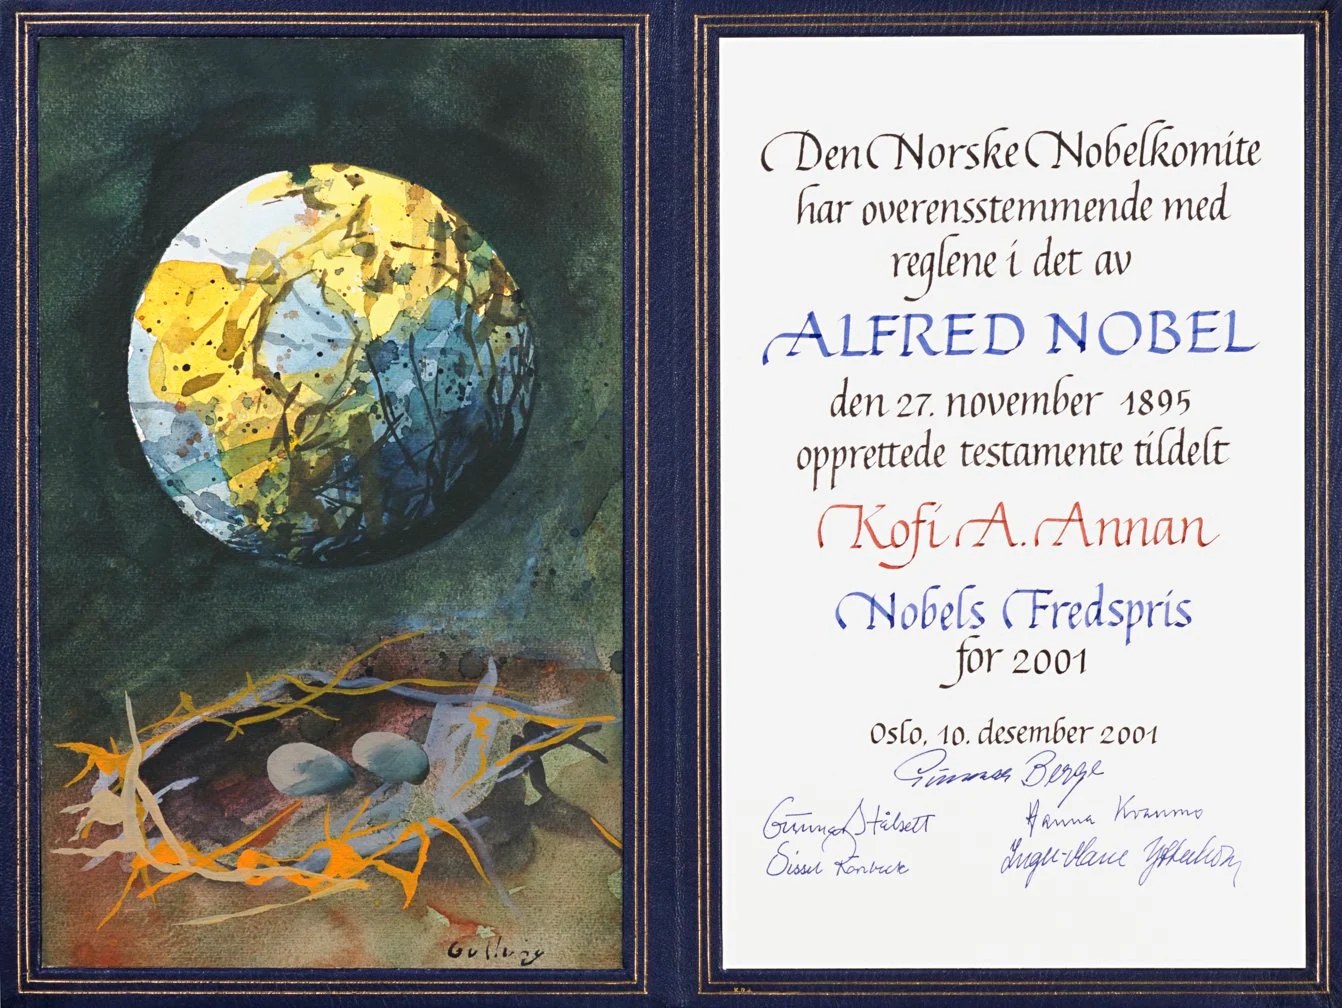 Gullvåg
Den Norske Nobelkomite
har overensstemmende med
reglene i det av
ALFRED NOBEL
den 27. november 1895
opprettede testamente tildelt
Kofi A. Annan
Nobels Fredspris
for 2001
Oslo, 10. desember 2001
Gunnar Berge
Gunnar Stålsett Hanna Kvanmo
Sissel Rønbeck Inger-Marie Ytterhorn